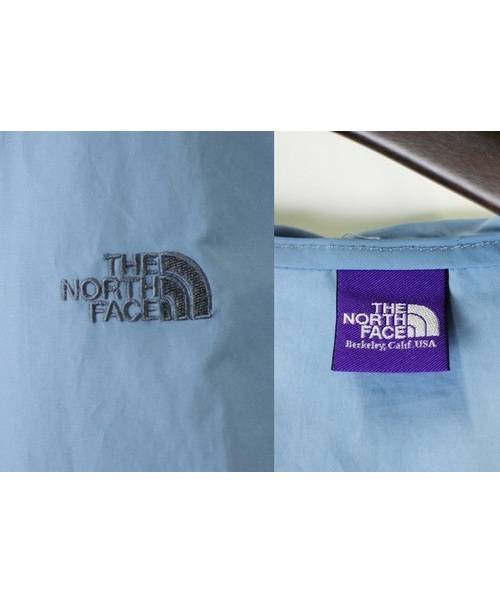 THE
NORTH
FACE
THE
NORTH
FACE
Berkeley, Calif. USA